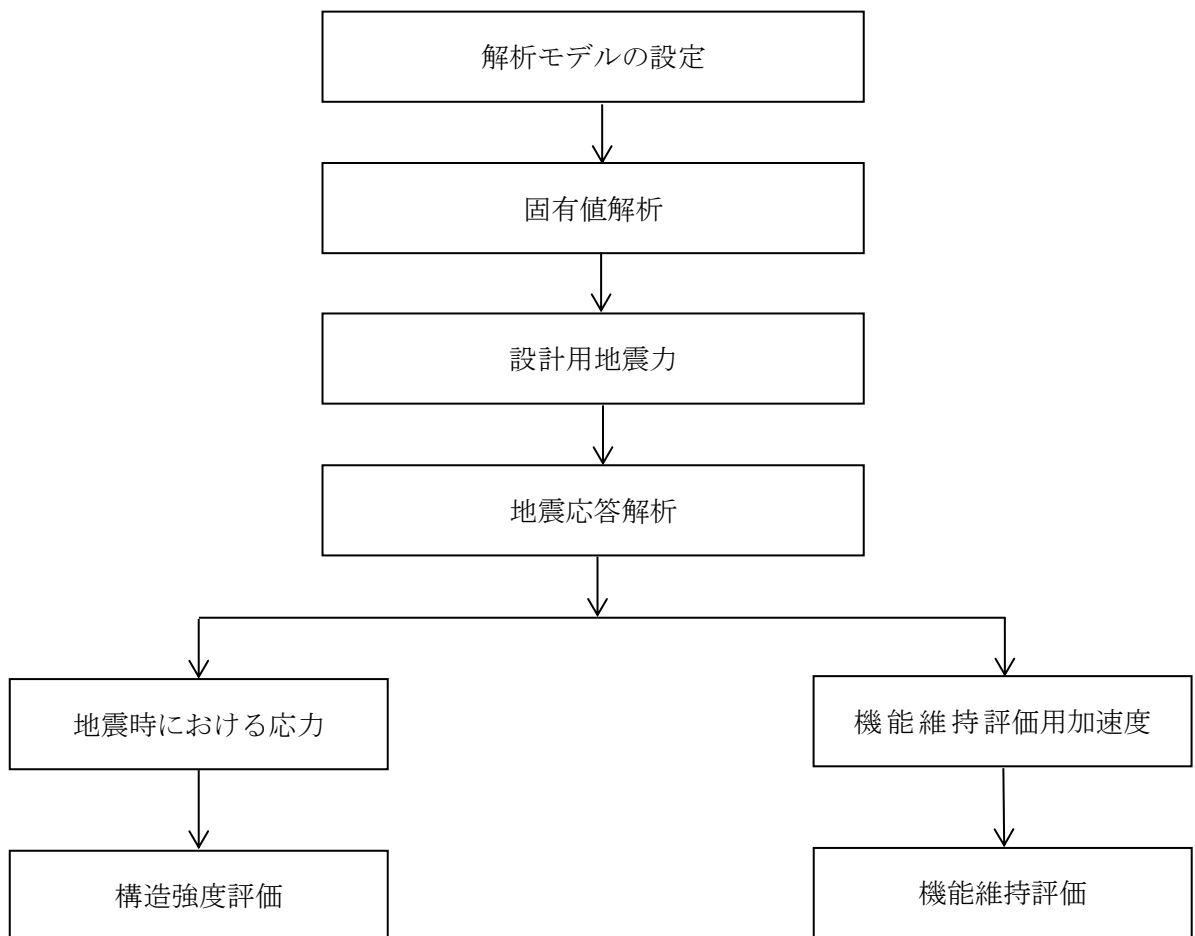 解析モデルの設定
固有値解析
設計用地震力
地震応答解析
地震時における応力
機能維持評価用加速度
構造強度評価
機能維持評価